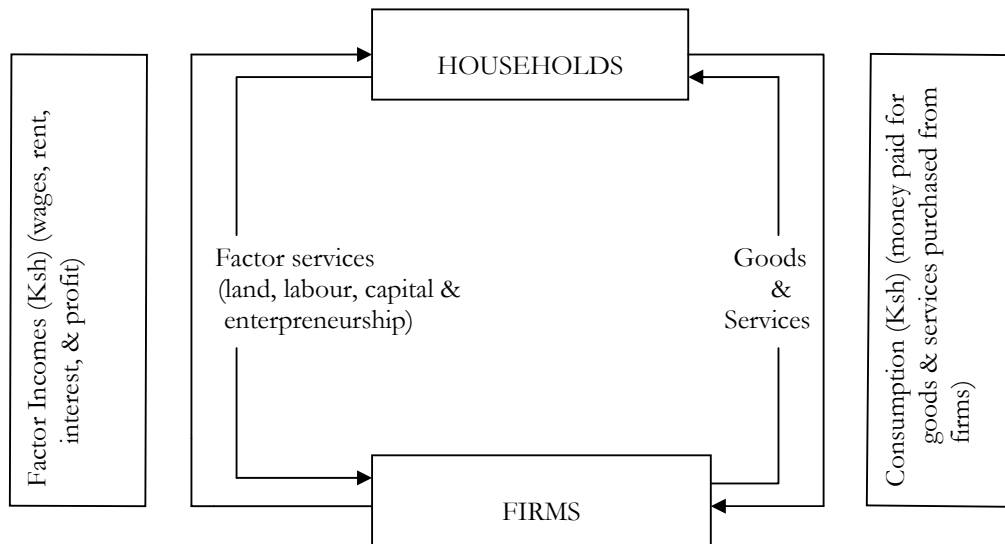 HOUSEHOLDS
Factor Incomes (Ksh) (wages, rent,
interest, & profit)
Factor services
(land, labour, capital &
enterpreneurship)
Goods
&
Services
Consumption (Ksh) (money paid for
goods & services purchased from
firms)
FIRMS